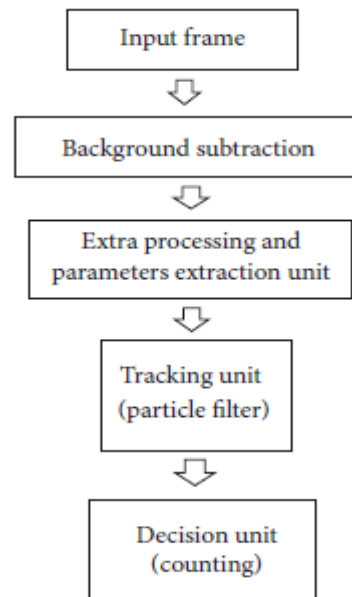 Input frame
Background subtraction
Extra processing and
parameters extraction unit
Tracking unit
(particle filter)
Decision unit
(counting)